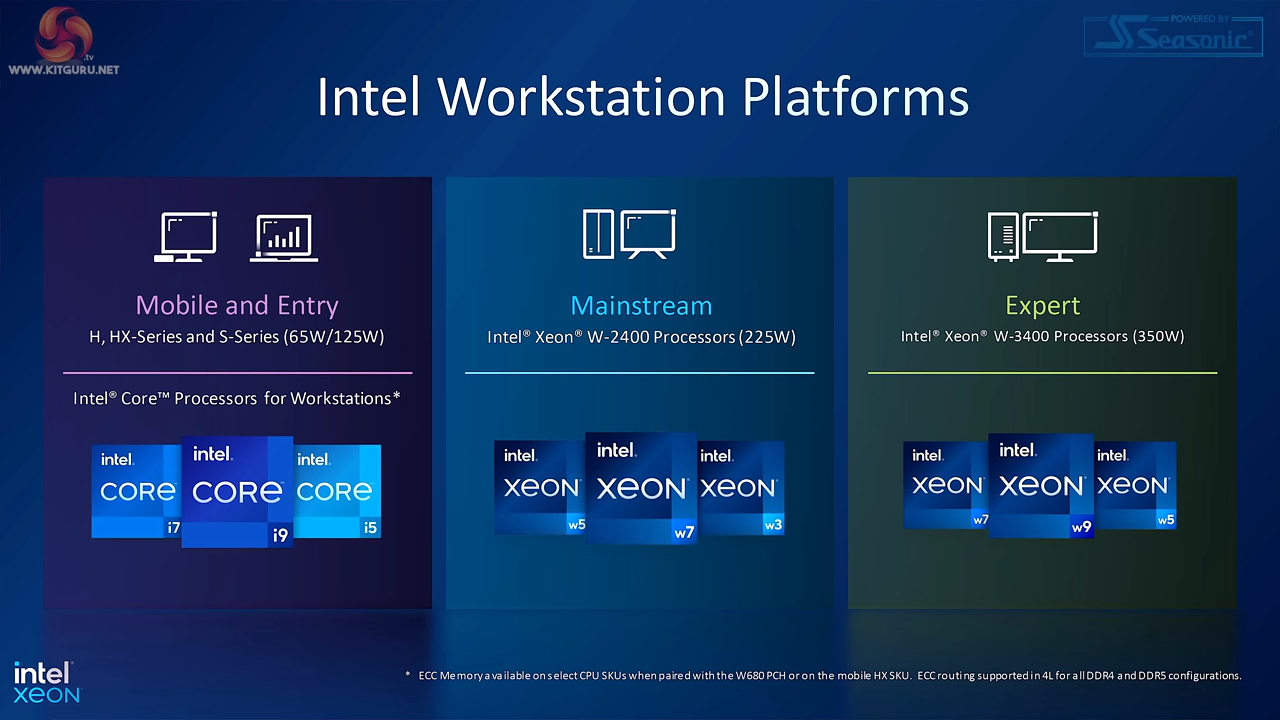 .tv
WWW.KITGURU.NET
POWERED BY
Seasonic®
Intel Workstation Platforms
Mobile and Entry
H, HX-Series and S-Series (65W/125W)
Intel® Core™ Processors for Workstations*
intel.
CORE™
i7
intel.
CORE™
i9
intel.
CORE™
i5
Mainstream
Intel® Xeon® W-2400 Processors (225W)
intel.
XEON®
w5
intel.
XEON®
w7
intel.
XEON®
w3
Expert
Intel® Xeon® W-3400 Processors (350W)
intel.
XEON®
w7
intel.
XEON®
w9
intel.
XEON®
w5
intel®
XEON®
* ECC Memory available on select CPU SKUs when paired with the W680 PCH or on the mobile HX SKU. ECC routing supported in 4L for all DDR4 and DDR5 configurations.